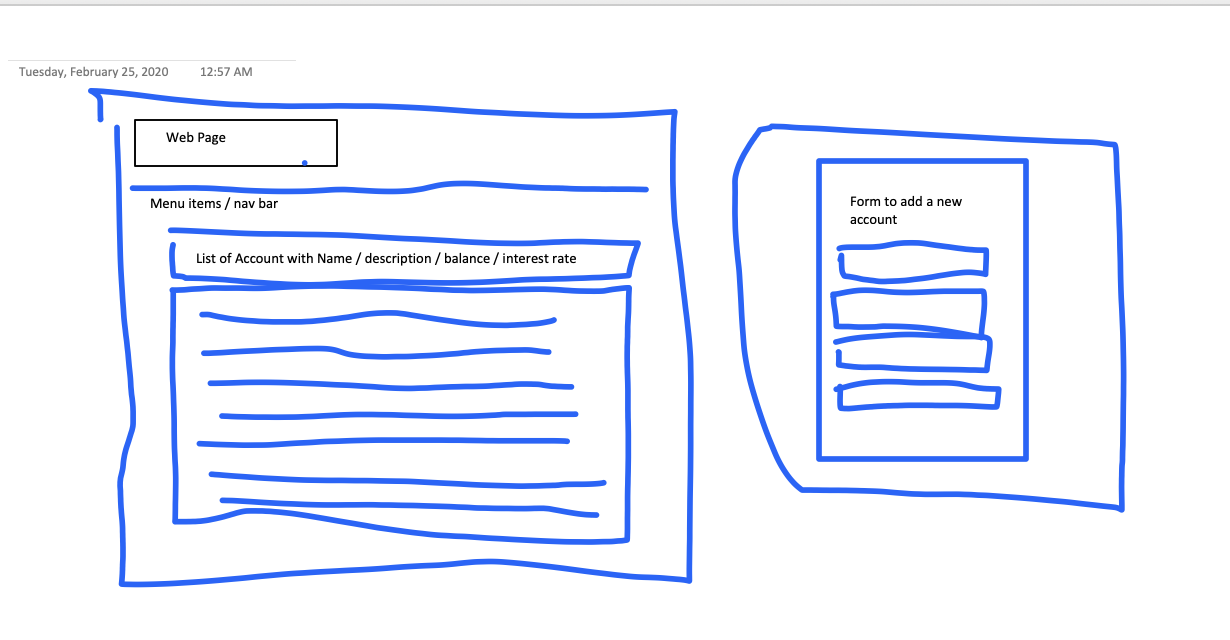 Tuesday, February 25, 2020 12:57 AM
Web Page
Menu items / nav bar
List of Account with Name / description / balance / interest rate
Form to add a new
account